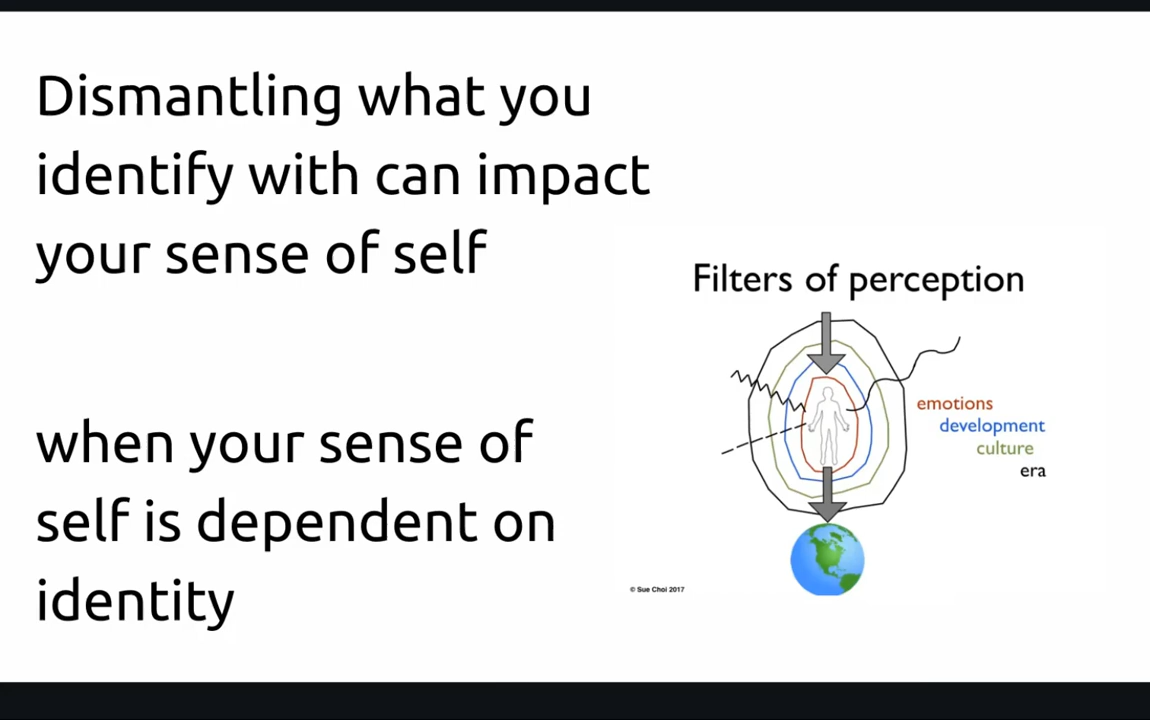 Dismantling what you
identify with can impact
your sense of self
when your sense of
self is dependent on
identity
Filters of perception
emotions
development
culture
era
© Sue Choi 2017